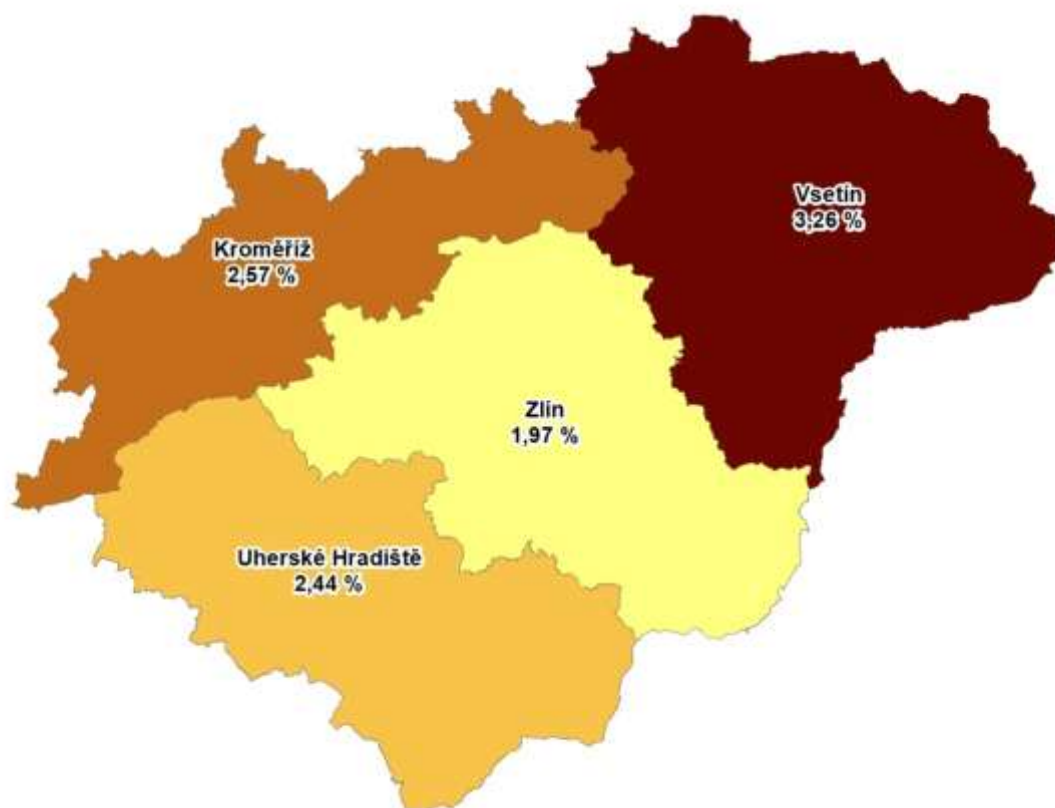 Vsetín
3,26 %
Kroměříž
2,57 %
Zlín
1,97 %
Uherské Hradiště
2,44 %